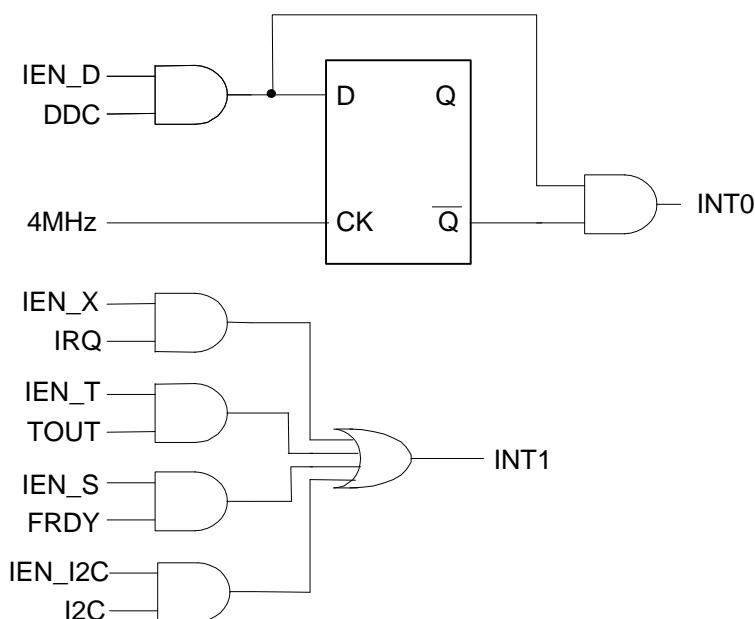 IEN_D
DDC
D
Q
4MHz
CK
Q̅
INT0
IEN_X
IRQ
IEN_T
TOUT
IEN_S
FRDY
IEN_I2C
I2C
INT1